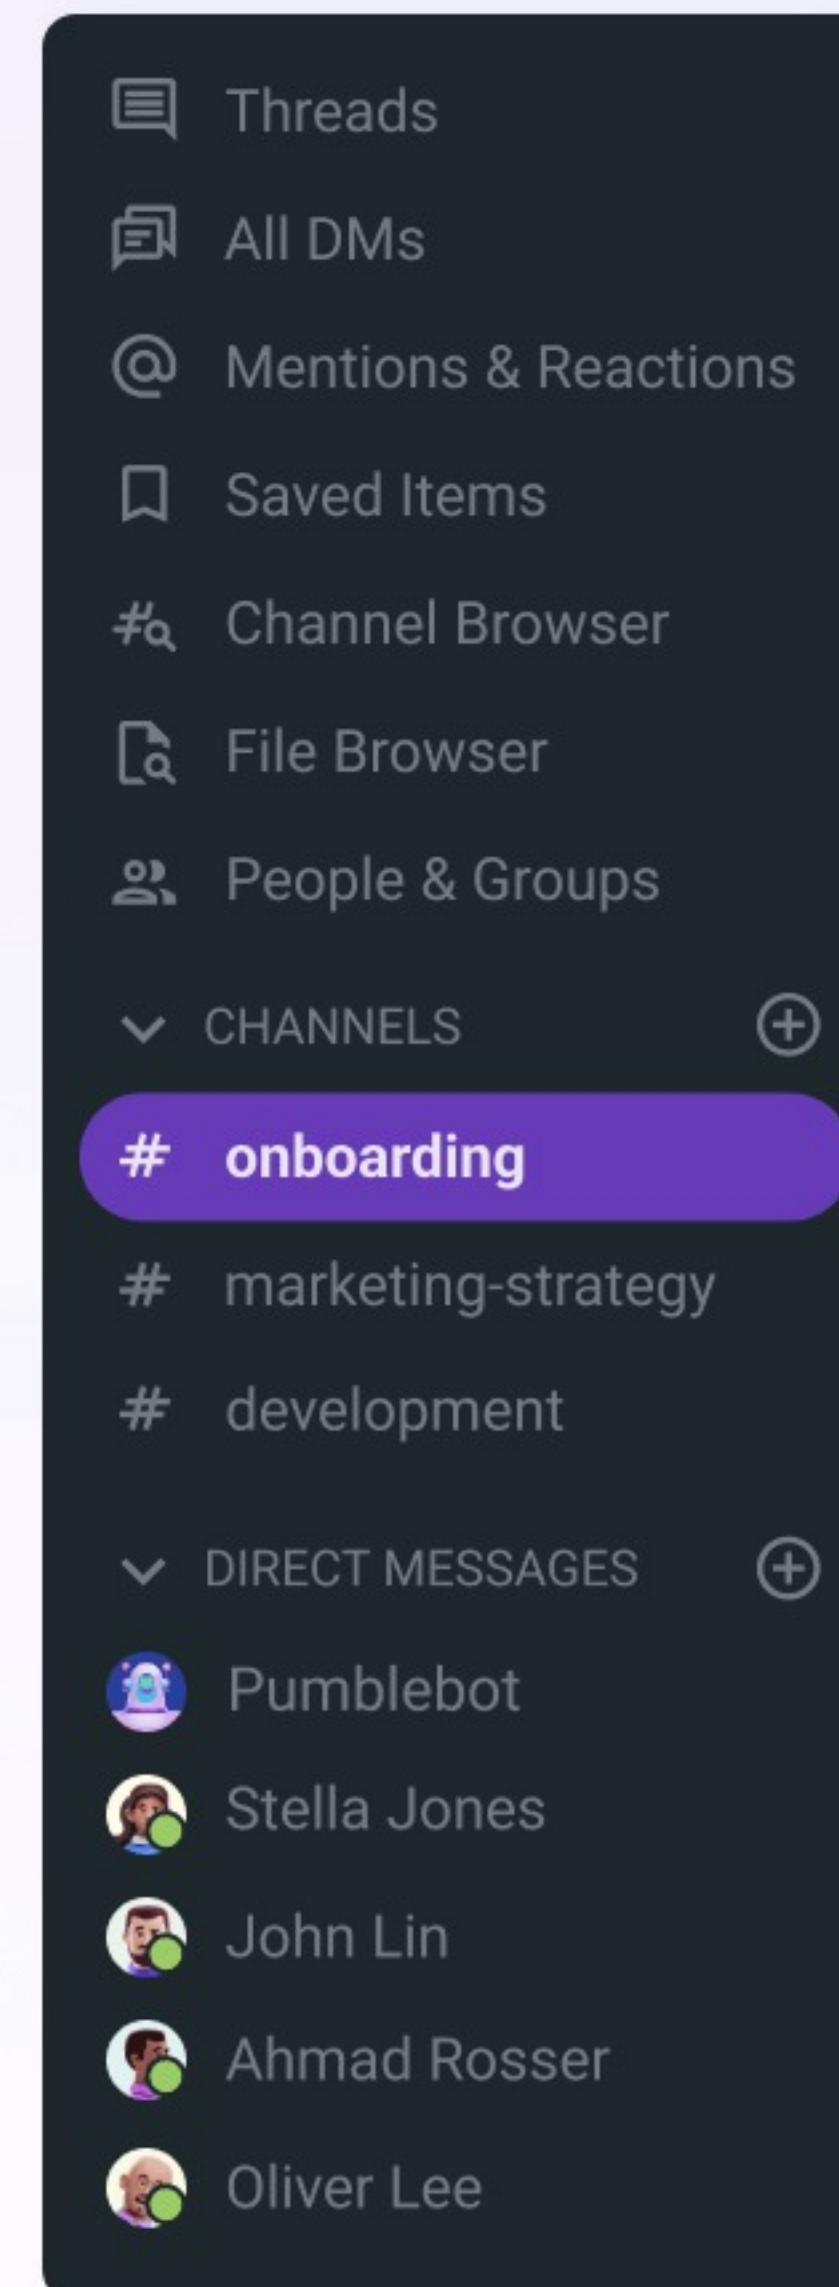 Threads
All DMs
Mentions & Reactions
Saved Items
Channel Browser
File Browser
People & Groups
CHANNELS
# onboarding
# marketing-strategy
# development
DIRECT MESSAGES
Pumblebot
Stella Jones
John Lin
Ahmad Rosser
Oliver Lee